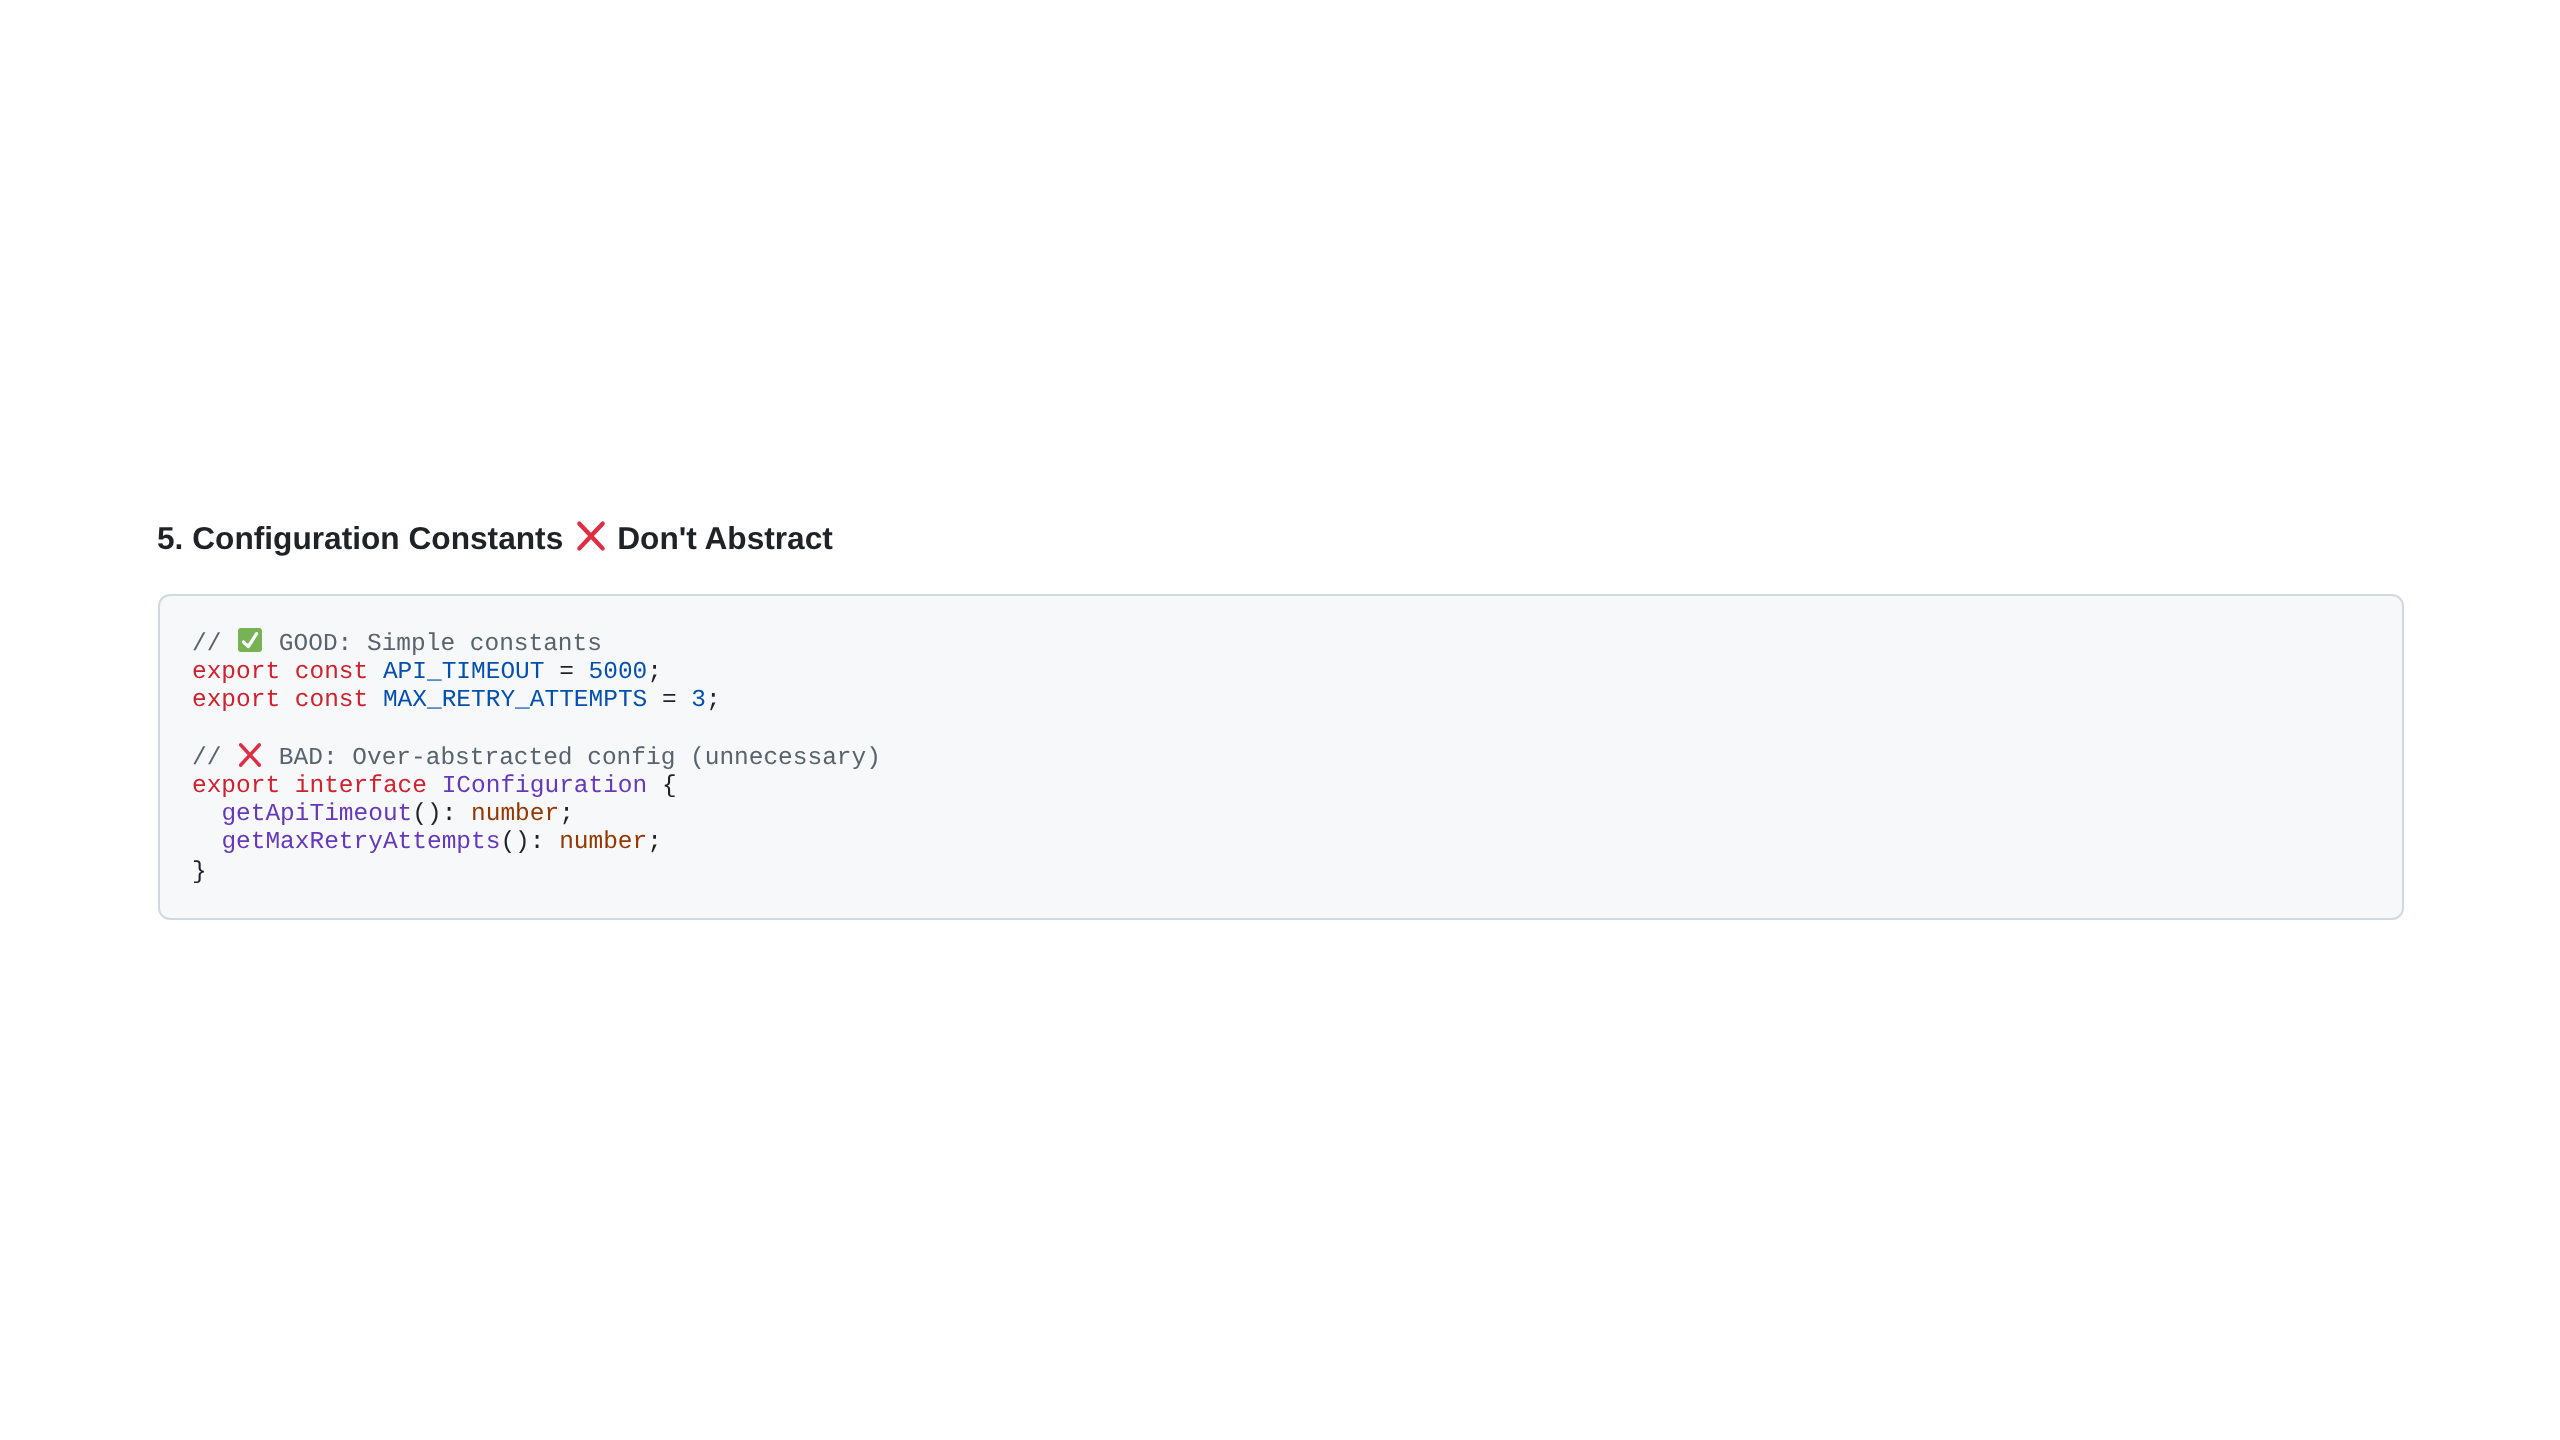 5. Configuration Constants ❌ Don't Abstract
// ✅ GOOD: Simple constants
export const API_TIMEOUT = 5000;
export const MAX_RETRY_ATTEMPTS = 3;
// ❌ BAD: Over-abstracted config (unnecessary)
export interface IConfiguration {
  getApiTimeout(): number;
  getMaxRetryAttempts(): number;
}